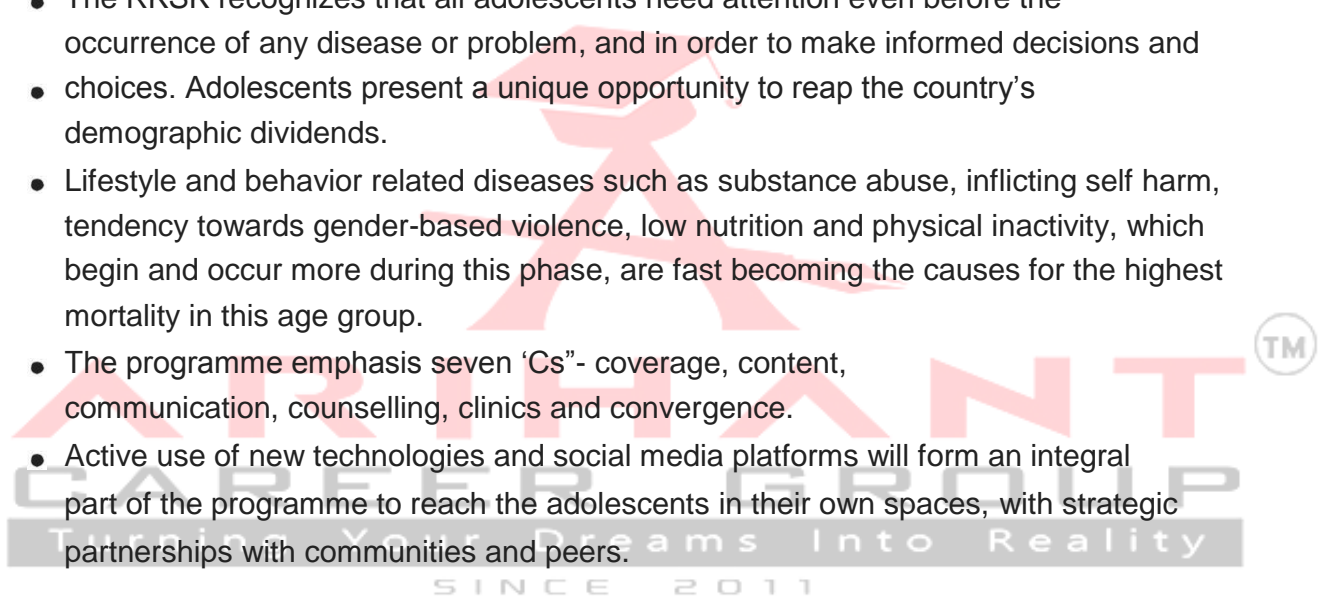 • The RKSK recognizes that all adolescents need attention even before the
occurrence of any disease or problem, and in order to make informed decisions and
• choices. Adolescents present a unique opportunity to reap the country's
demographic dividends.
• Lifestyle and behavior related diseases such as substance abuse, inflicting self harm,
tendency towards gender-based violence, low nutrition and physical inactivity, which
begin and occur more during this phase, are fast becoming the causes for the highest
mortality in this age group.
• The programme emphasis seven 'Cs"- coverage, content,
communication, counselling, clinics and convergence.
• Active use of new technologies and social media platforms will form an integral
part of the programme to reach the adolescents in their own spaces, with strategic
partnerships with communities and peers.
TM
ARIHANT
CAREER GROUP
Turning Your Dreams Into Reality
SINCE 2011